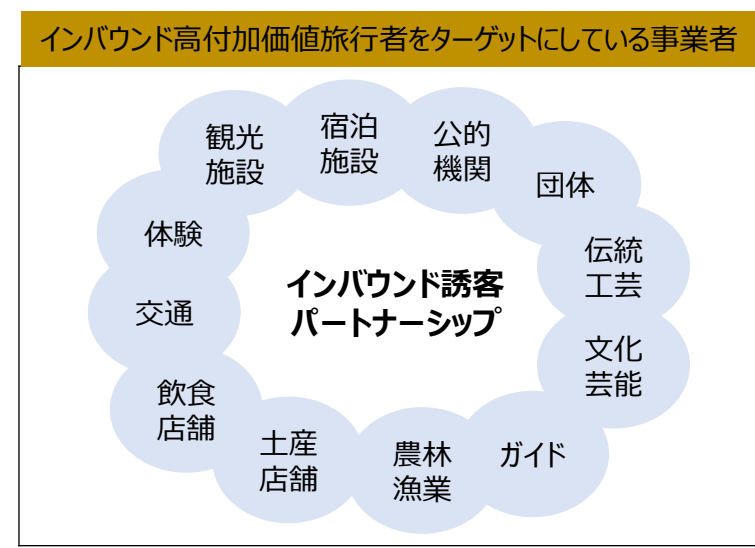 インバウンド高付加価値旅行者をターゲットにしている事業者
観光
施設
宿泊
施設
公的
機関
団体
伝統
工芸
文化
芸能
ガイド
農林
漁業
土産
店舗
飲食
店舗
交通
体験
インバウンド誘客
パートナーシップ